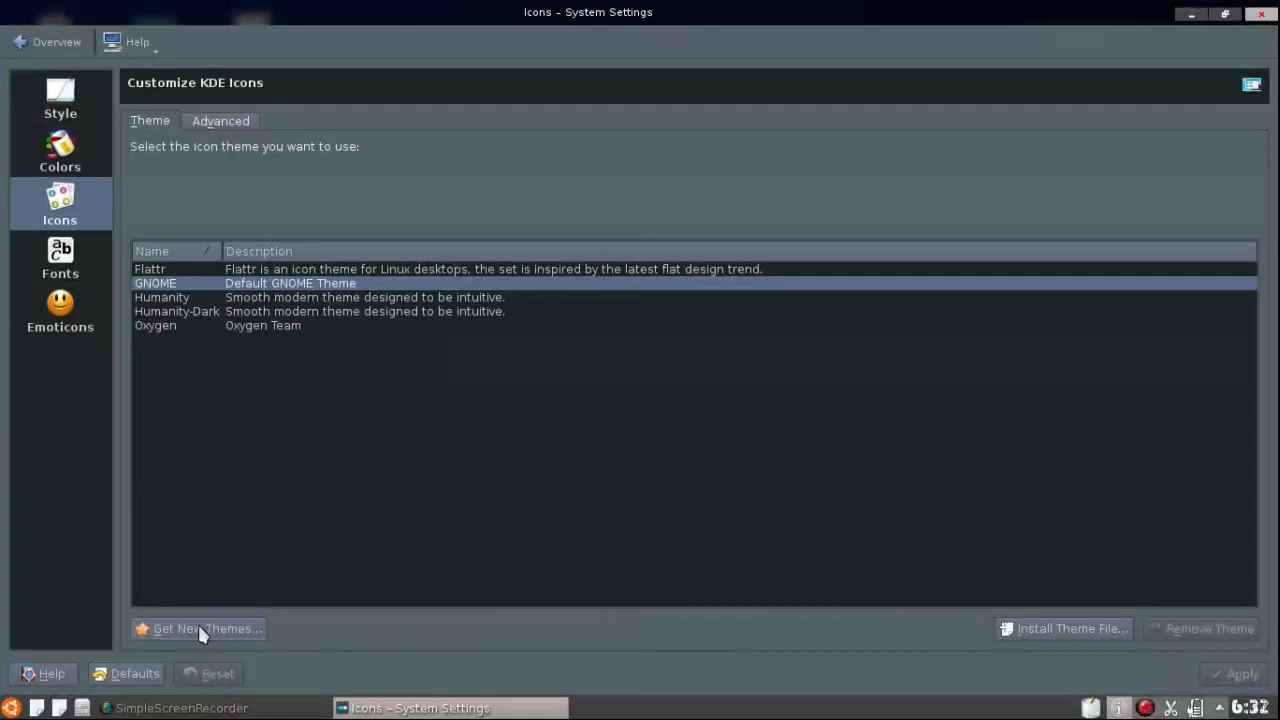 Icons - System Settings
Overview
Help
Style
Colors
Icons
Fonts
Emoticons
Customize KDE Icons
Theme
Advanced
Select the icon theme you want to use:
Name
Description
Flattr
Flattr is an icon theme for Linux desktops, the set is inspired by the latest flat design trend.
GNOME
Default GNOME Theme
Humanity
Smooth modern theme designed to be intuitive.
Humanity-Dark
Smooth modern theme designed to be intuitive.
Oxygen
Oxygen Team
Get New Themes...
Install Theme File...
Remove Theme
Help
Defaults
Reset
Apply
SimpleScreenRecorder
Icons - System Settings
6:32